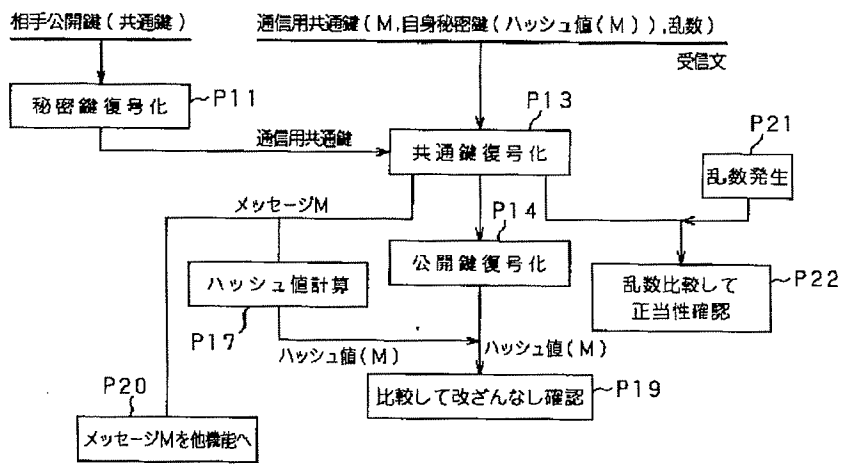 相手公開鍵(共通鍵)
通信用共通鍵(M,自身秘密鍵(ハッシュ値(M)),乱数)
受信文
秘密鍵復号化
P11
通信用共通鍵
P13
共通鍵復号化
P21
乱数発生
メッセージM
P14
公開鍵復号化
ハッシュ値計算
P17
乱数比較して
正当性確認
P22
ハッシュ値(M)
ハッシュ値(M)
P20
メッセージMを他機能へ
比較して改ざんなし確認
P19